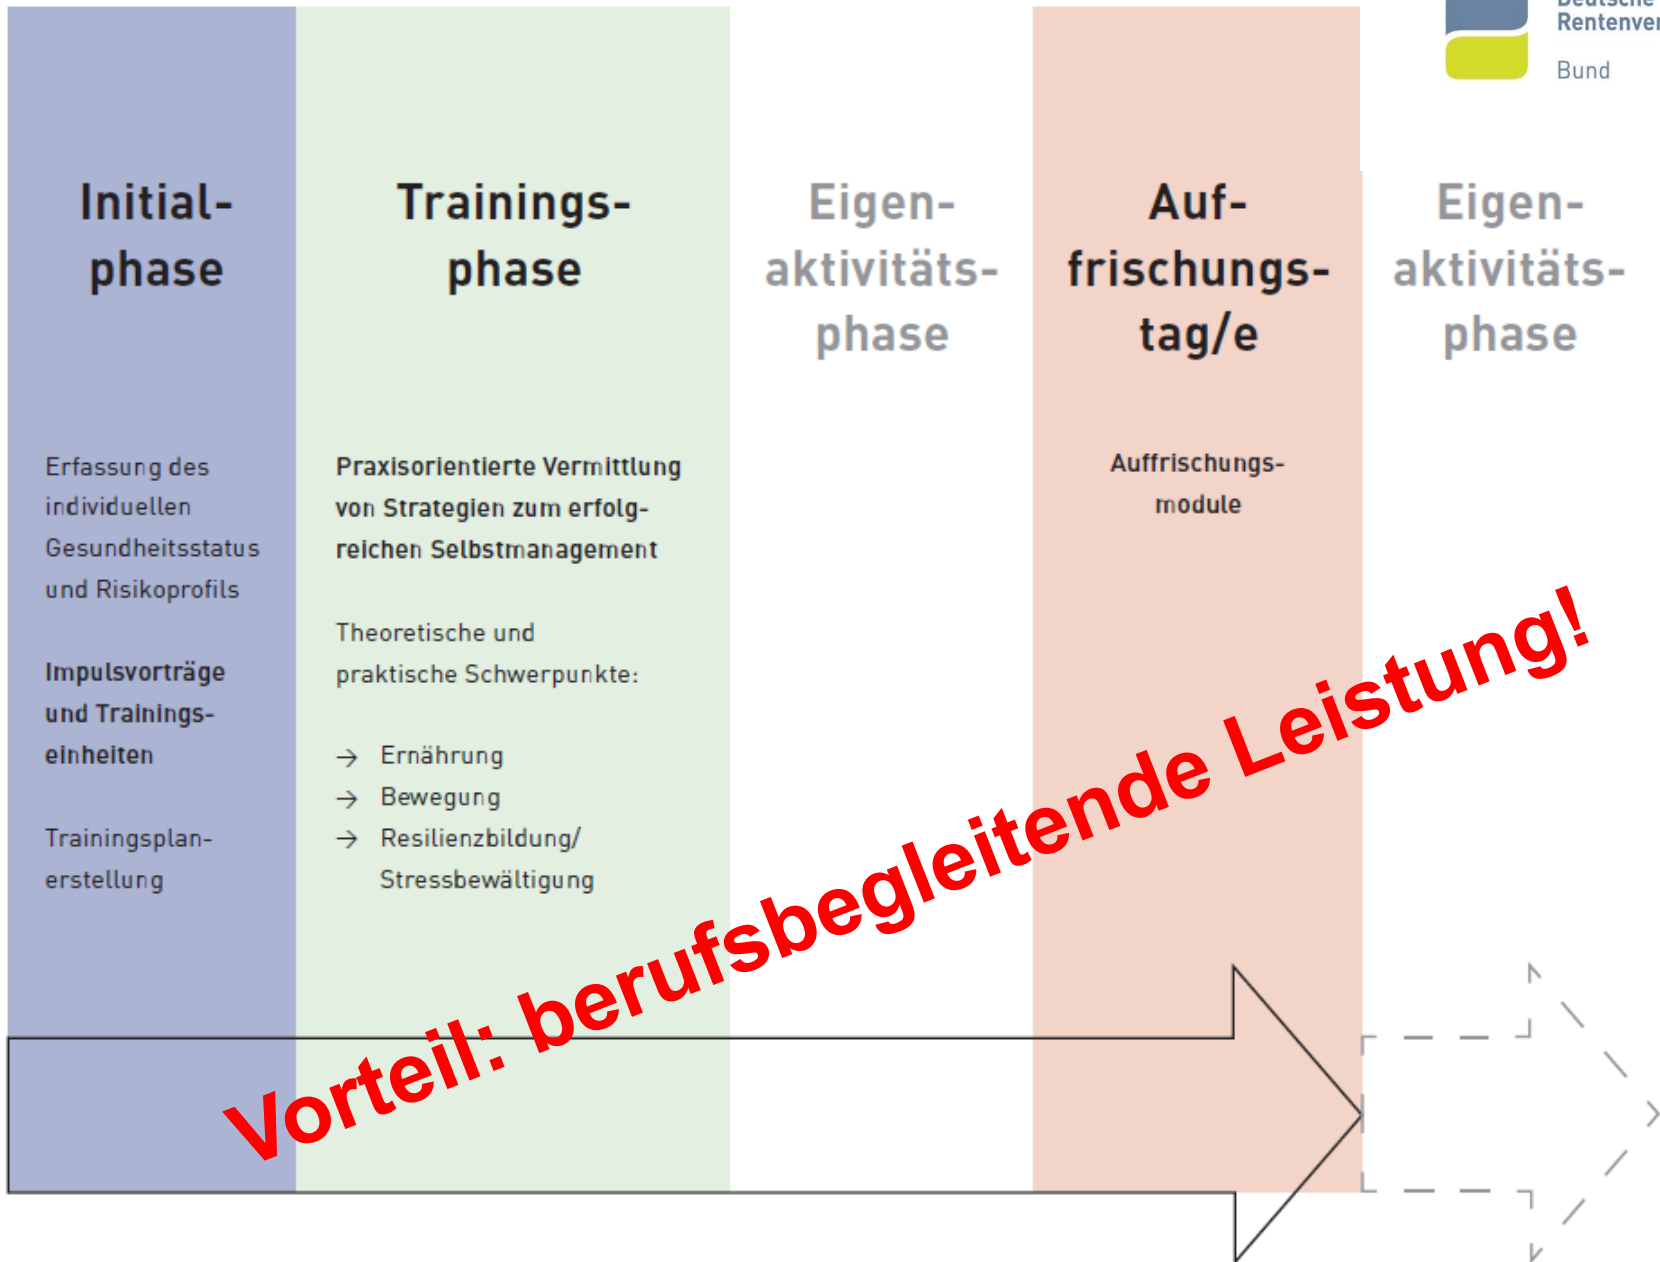 Deutsche
Bund
Initial-
phase
Erfassung des
individuellen
Gesundheitsstatus
und Risikoprofils
Impulsvorträge
und Trainings-
einheiten
Trainingsplan-
erstellung
Trainings-
phase
Praxisorientierte Vermittlung
von Strategien zum erfolg-
reichen Selbstmanagement
Theoretische und
praktische Schwerpunkte:
→ Ernährung
→ Bewegung
→ Resilienzbildung/
Stressbewältigung
Eigen-
aktivitäts-
phase
Auf-
frischungs-
tag/e
Auffrischungs-
module
Eigen-
aktivitäts-
phase
Vorteil: berufsbegleitende Leistung!